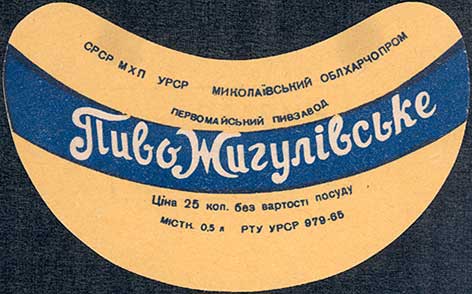 СРСР МХП УРСР МИКОЛАЇВСЬКИЙ ОБЛХАРЧОПРОМ
ПЕРВОМАЙСЬКИЙ ПИВЗАВОД
Пиво Жигулівське
Ціна 25 коп. без вартості посуду
МІСТК. 0,5 л РТУ УРСР 979-65